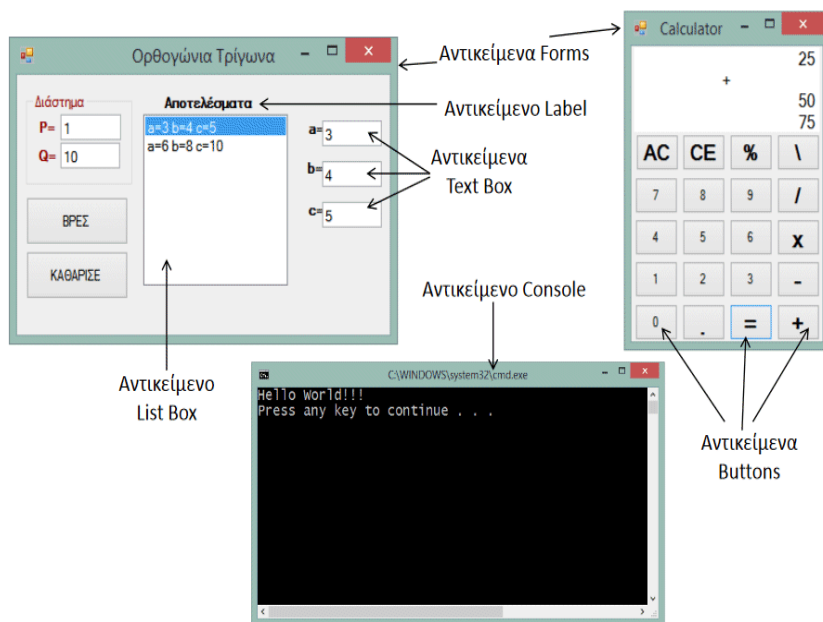 Ορθογώνια Τρίγωνα
Διάστημα
P= 1
Q= 10
ΒΡΕΣ
ΚΑΘΑΡΙΣΕ
Αποτελέσματα
a=3 b=4 c=5
a=6 b=8 c=10
a= 3
b= 4
c= 5
Αντικείμενα Forms
Αντικείμενο Label
Αντικείμενα
Text Box
Αντικείμενο Console
Αντικείμενο
List Box
Calculator
25
+
50
75
AC CE % \
7 8 9 /
4 5 6 x
1 2 3 -
0 . = +
Αντικείμενα
Buttons
C:\WINDOWS\system32\cmd.exe
Hello World!!!
Press any key to continue . . .